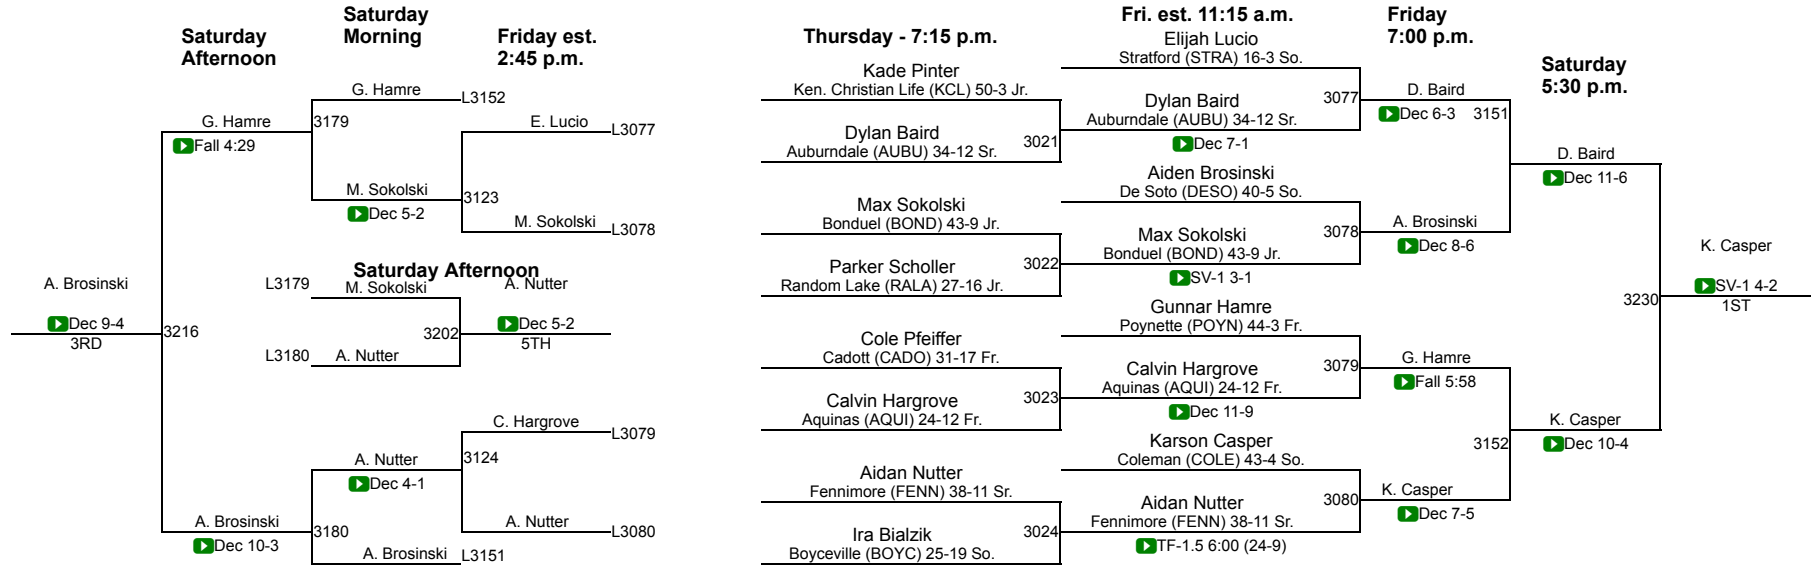 Saturday
Afternoon
Saturday
Morning
Friday est.
2:45 p.m.
G. Hamre
L3152
G. Hamre
3179
Fall 4:29
E. Lucio
L3077
M. Sokolski
3123
Dec 5-2
M. Sokolski
L3078
Saturday Afternoon
L3179
M. Sokolski
A. Nutter
A. Brosinski
Dec 9-4
3RD
3216
3202
Dec 5-2
5TH
L3180
A. Nutter
C. Hargrove
L3079
A. Nutter
3124
Dec 4-1
A. Brosinski
3180
Dec 10-3
A. Nutter
L3080
A. Brosinski
L3151
Thursday - 7:15 p.m.
Kade Pinter
Ken. Christian Life (KCL) 50-3 Jr.
Dylan Baird
3021
Auburndale (AUBU) 34-12 Sr.
Max Sokolski
Bonduel (BOND) 43-9 Jr.
Parker Scholler
3022
Random Lake (RALA) 27-16 Jr.
Cole Pfeiffer
Cadott (CADO) 31-17 Fr.
Calvin Hargrove
3023
Aquinas (AQUI) 24-12 Fr.
Aidan Nutter
Fennimore (FENN) 38-11 Sr.
Ira Bialzik
3024
Boyceville (BOYC) 25-19 So.
Fri. est. 11:15 a.m.
Elijah Lucio
Stratford (STRA) 16-3 So.
Dylan Baird
3077
Auburndale (AUBU) 34-12 Sr.
Dec 7-1
Aiden Brosinski
De Soto (DESO) 40-5 So.
Max Sokolski
3078
Bonduel (BOND) 43-9 Jr.
SV-1 3-1
Gunnar Hamre
Poynette (POYN) 44-3 Fr.
Calvin Hargrove
3079
Aquinas (AQUI) 24-12 Fr.
Dec 11-9
Karson Casper
Coleman (COLE) 43-4 So.
Aidan Nutter
3080
Fennimore (FENN) 38-11 Sr.
TF-1.5 6:00 (24-9)
Friday
7:00 p.m.
D. Baird
Dec 6-3
3151
A. Brosinski
Dec 8-6
G. Hamre
Fall 5:58
3152
K. Casper
Dec 7-5
Saturday
5:30 p.m.
D. Baird
Dec 11-6
3230
K. Casper
Dec 10-4
K. Casper
SV-1 4-2
1ST